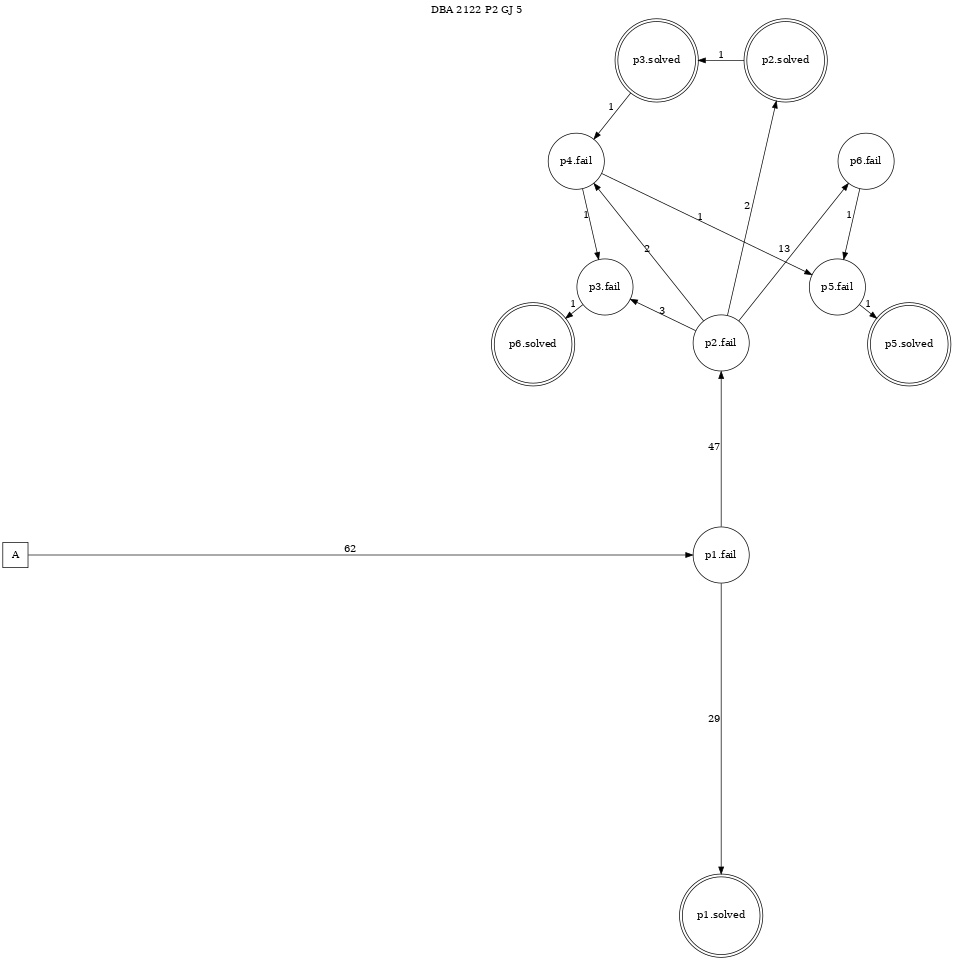 DBA 2122 P2 GJ 5
p3.solved
1
p2.solved
1
p4.fail
p6.fail
2
1
1
1
2
13
p3.fail
p5.fail
1
3
1
p6.solved
p2.fail
p5.solved
47
A
62
p1.fail
29
p1.solved